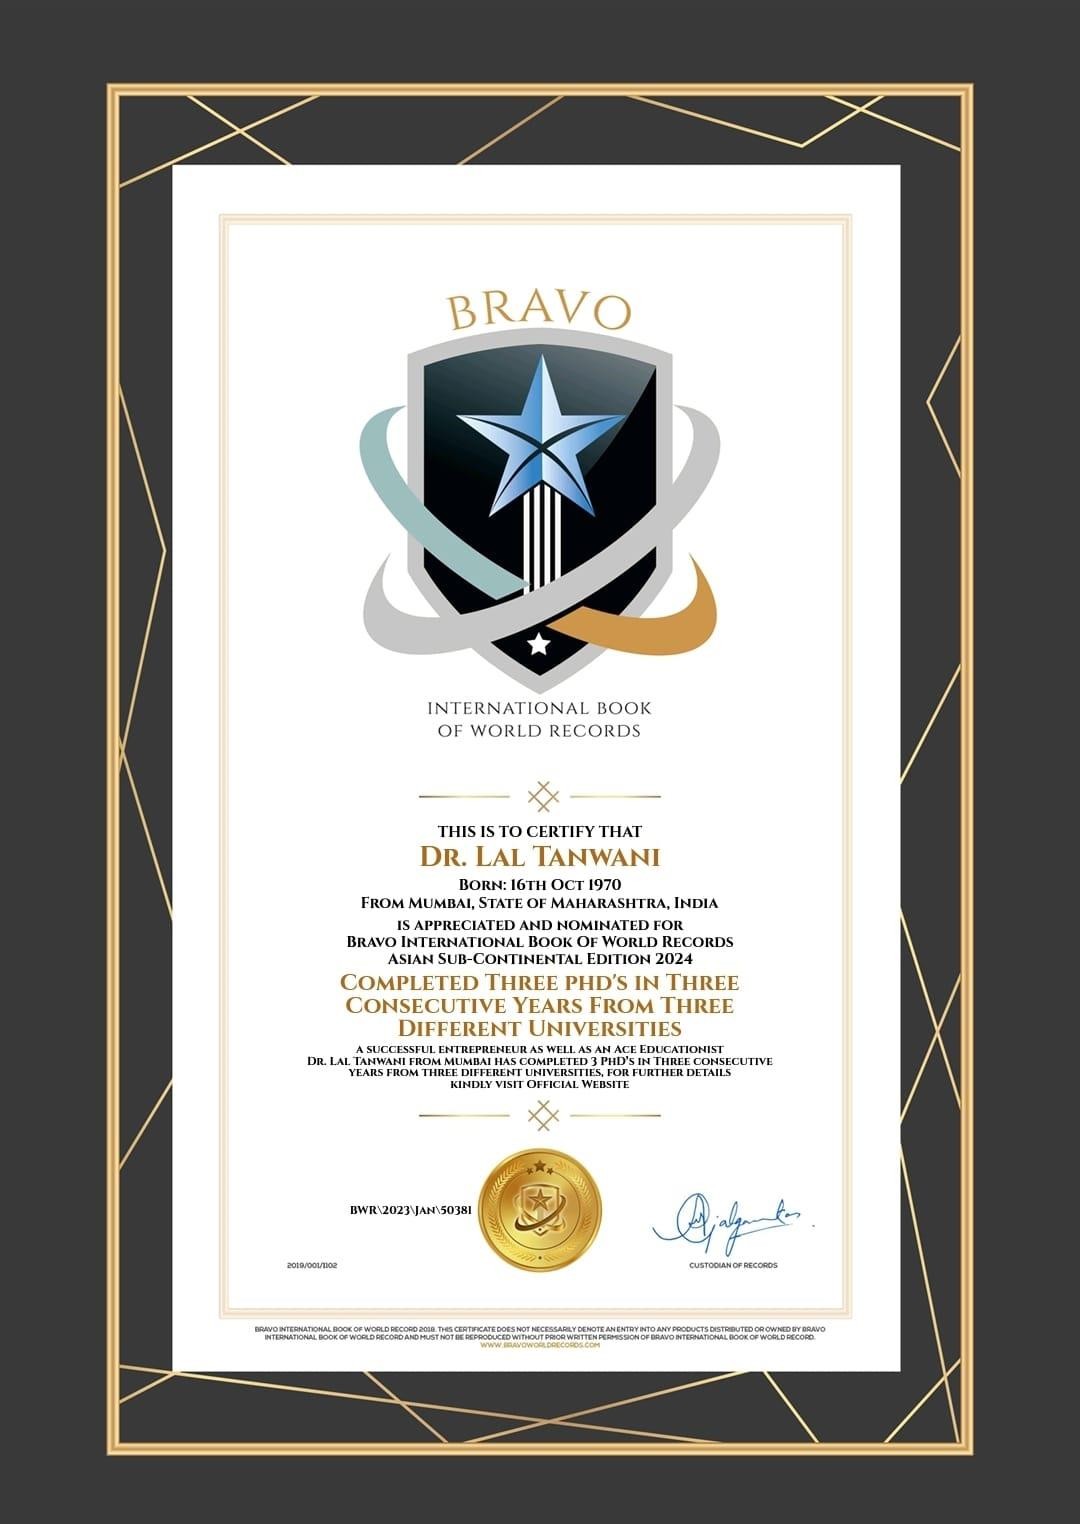 BRAVO
INTERNATIONAL BOOK
OF WORLD RECORDS
THIS IS TO CERTIFY THAT
DR. LAL TANWANI
BORN: 16TH OCT 1970
FROM MUMBAI, STATE OF MAHARASHTRA, INDIA
IS APPRECIATED AND NOMINATED FOR
BRAVO INTERNATIONAL BOOK OF WORLD RECORDS
ASIAN SUB-CONTINENTAL EDITION 2024
COMPLETED THREE PHD'S IN THREE
CONSECUTIVE YEARS FROM THREE
DIFFERENT UNIVERSITIES
A SUCCESSFUL ENTREPRENEUR AS WELL AS AN ACE EDUCATIONIST
DR. LAL TANWANI FROM MUMBAI HAS COMPLETED 3 PHD'S IN THREE CONSECUTIVE
YEARS FROM THREE DIFFERENT UNIVERSITIES, FOR FURTHER DETAILS
KINDLY VISIT OFFICIAL WEBSITE
BWR\2023\JAN\50381
2019/001/1102
CUSTODIAN OF RECORDS
BRAVO INTERNATIONAL BOOK OF WORLD RECORD 2018. THIS CERTIFICATE DOES NOT NECESSARILY DENOTE AN ENTRY INTO ANY PRODUCTS DISTRIBUTED OR OWNED BY BRAVO
INTERNATIONAL BOOK OF WORLD RECORD AND MUST NOT BE REPRODUCED WITHOUT PRIOR WRITTEN PERMISSION OF BRAVO INTERNATIONAL BOOK OF WORLD RECORD.
WWW.BRAVOWORLDRECORDS.COM